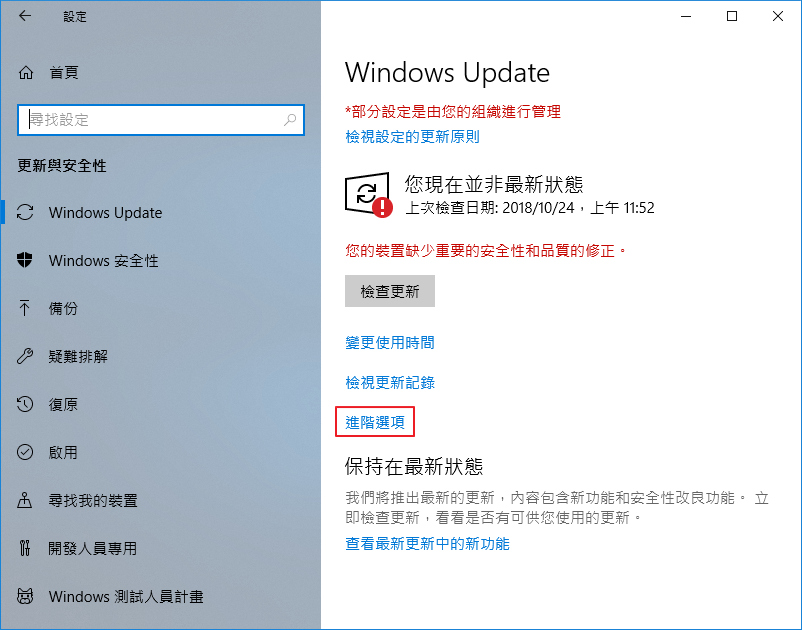 設定
首頁
尋找設定
更新與安全性
Windows Update
Windows 安全性
備份
疑難排解
復原
啟用
尋找我的裝置
開發人員專用
Windows 測試人員計畫
Windows Update
*部分設定是由您的組織進行管理
檢視設定的更新原則
您現在並非最新狀態
上次檢查日期: 2018/10/24，上午 11:52
您的裝置缺少重要的安全性和品質的修正。
檢查更新
變更使用時間
檢視更新記錄
進階選項
保持在最新狀態
我們將推出最新的更新，內容包含新功能和安全性改良功能。 立
即檢查更新，看看是否有可供您使用的更新。
查看最新更新中的新功能